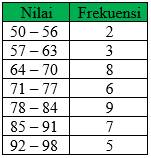 Nilai Frekuensi
50 – 56 2
57 – 63 3
64 – 70 8
71 – 77 6
78 – 84 9
85 – 91 7
92 – 98 5